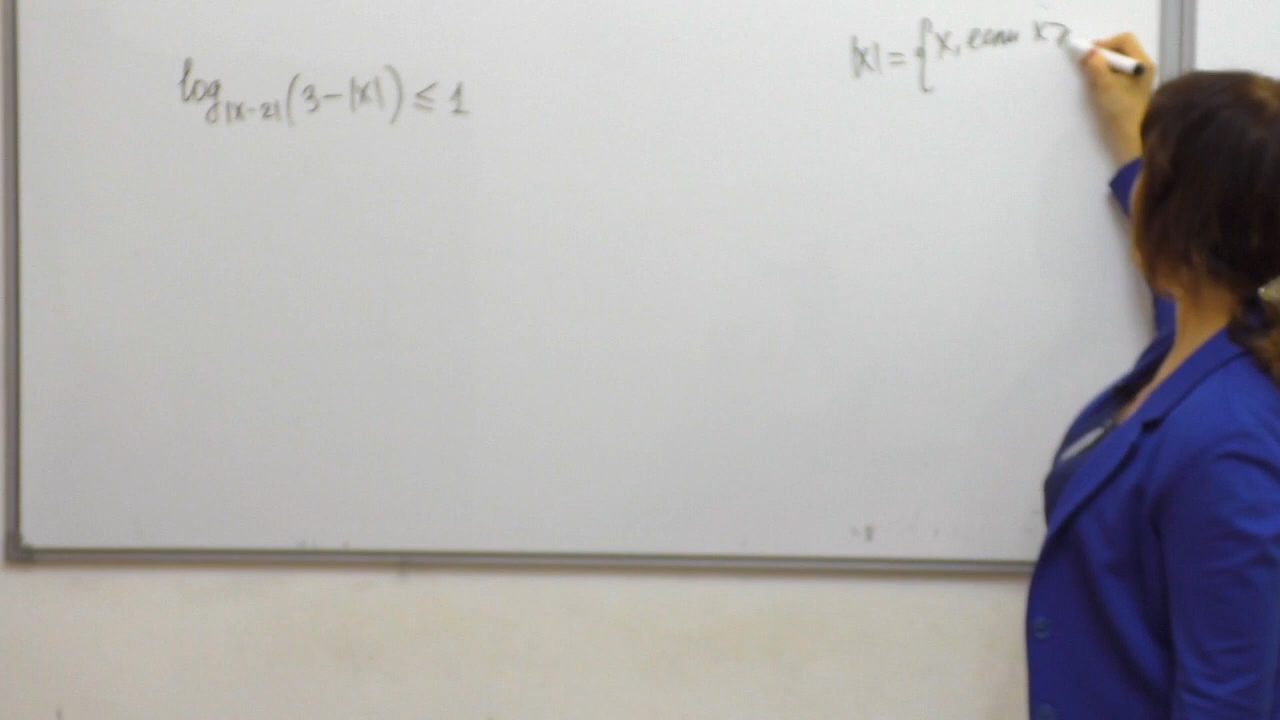 log|x-2|(3-|x|) ≤ 1
|x| = { x, если x >